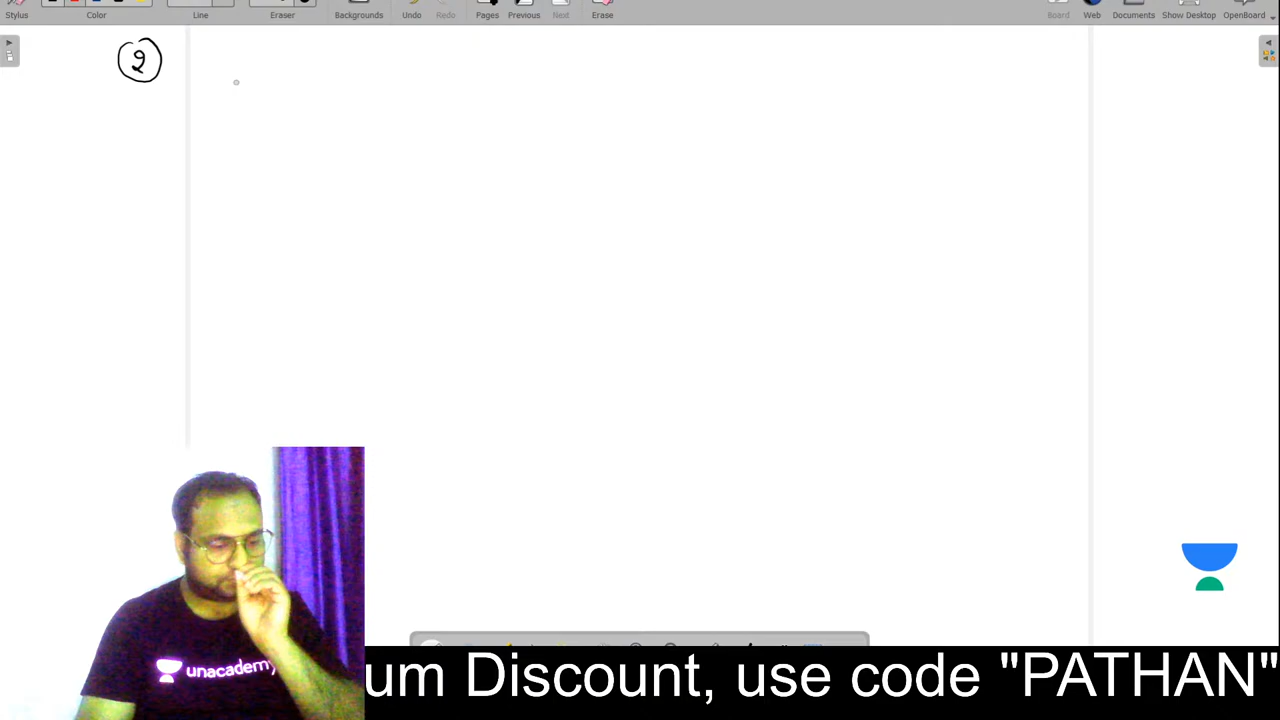 Stylus Color Line Eraser Backgrounds Undo Redo Pages Previous Next Erase Board Web Documents Show Desktop OpenBoard
2
unacademy
um Discount, use code "PATHAN"